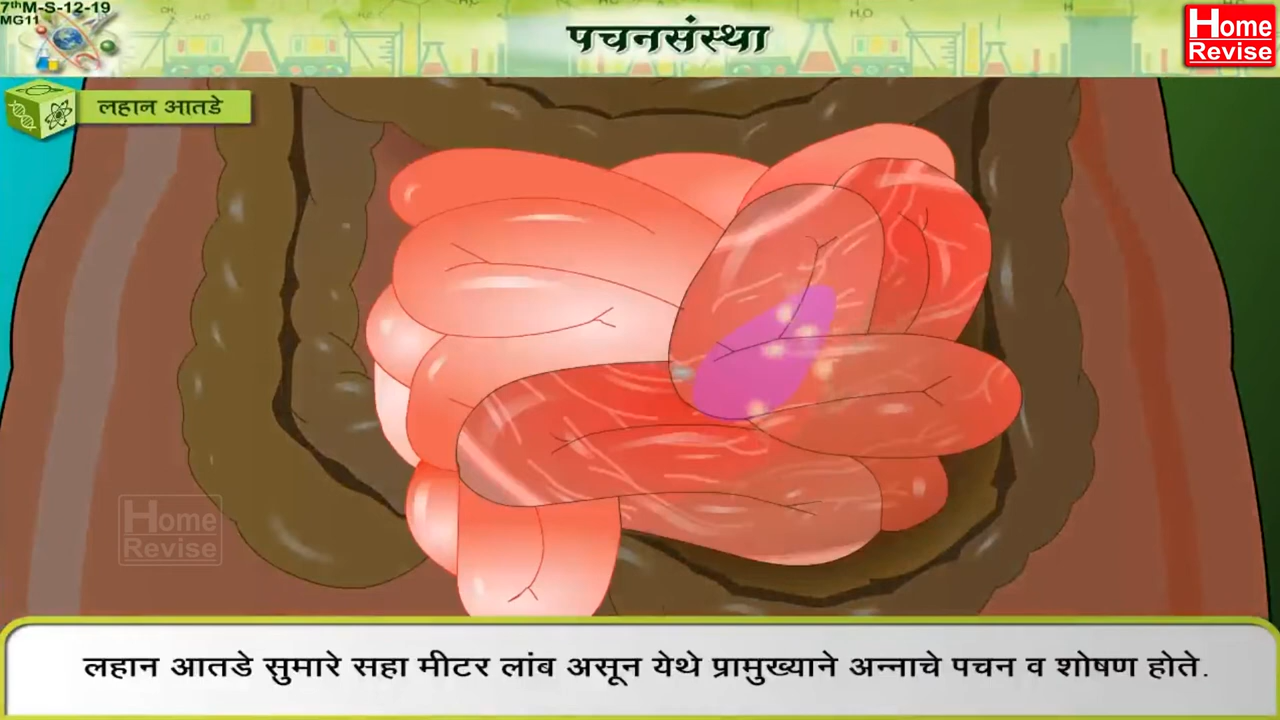 7thM-S-12-19
MG11
पचनसंस्था
Home
Revise
लहान आतडे
Home
Revise
लहान आतडे सुमारे सहा मीटर लांब असून येथे प्रामुख्याने अन्नाचे पचन व शोषण होते.